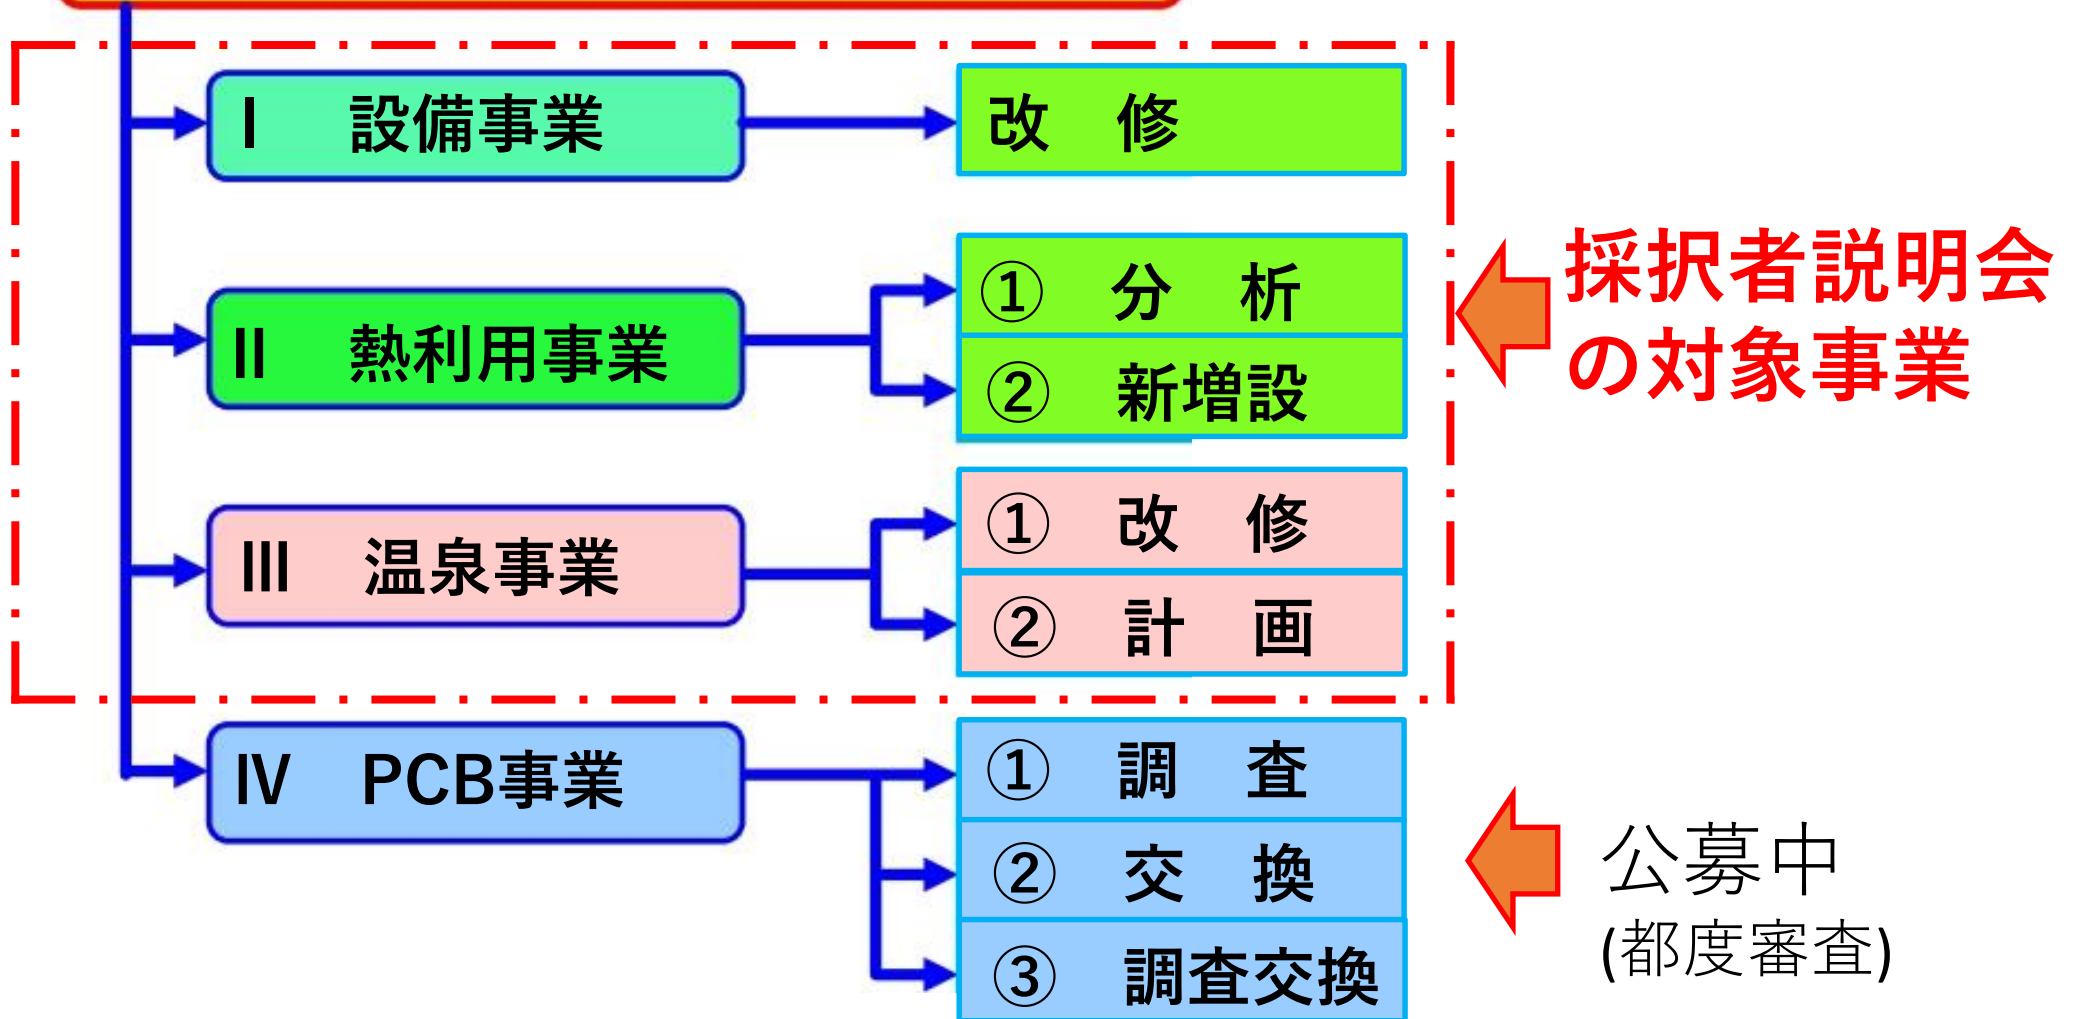 Ⅰ 設備事業
改 修
Ⅱ 熱利用事業
① 分 析
② 新増設
採択者説明会
の対象事業
Ⅲ 温泉事業
① 改 修
② 計 画
Ⅳ PCB事業
① 調 査
② 交 換
③ 調査交換
公募中
(都度審査)